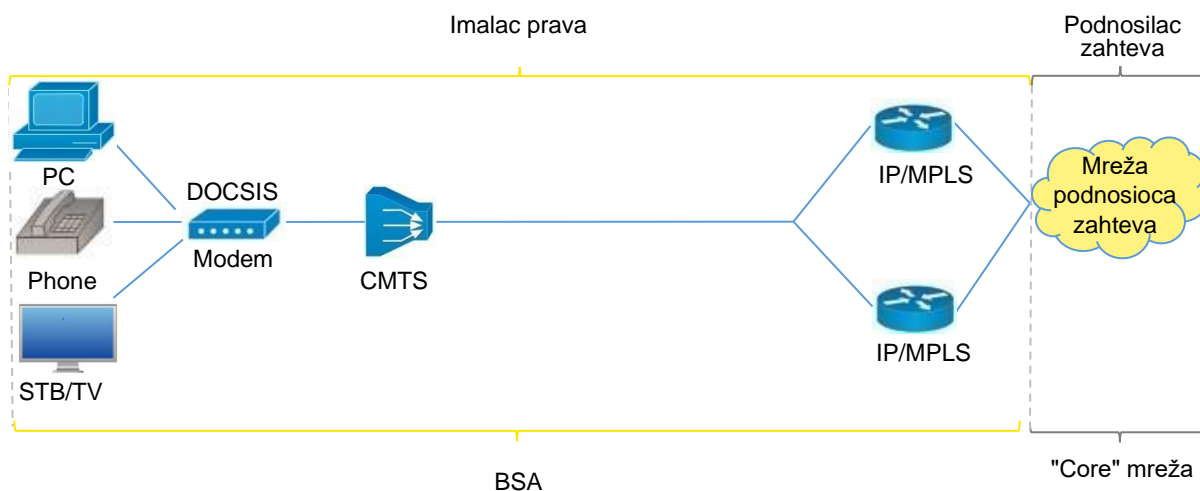 Imalac prava
Podnosilac
zahteva
PC
DOCSIS
IP/MPLS
Mreža
podnosioca
zahteva
Phone
Modem
CMTS
IP/MPLS
STB/TV
BSA
"Core" mreža